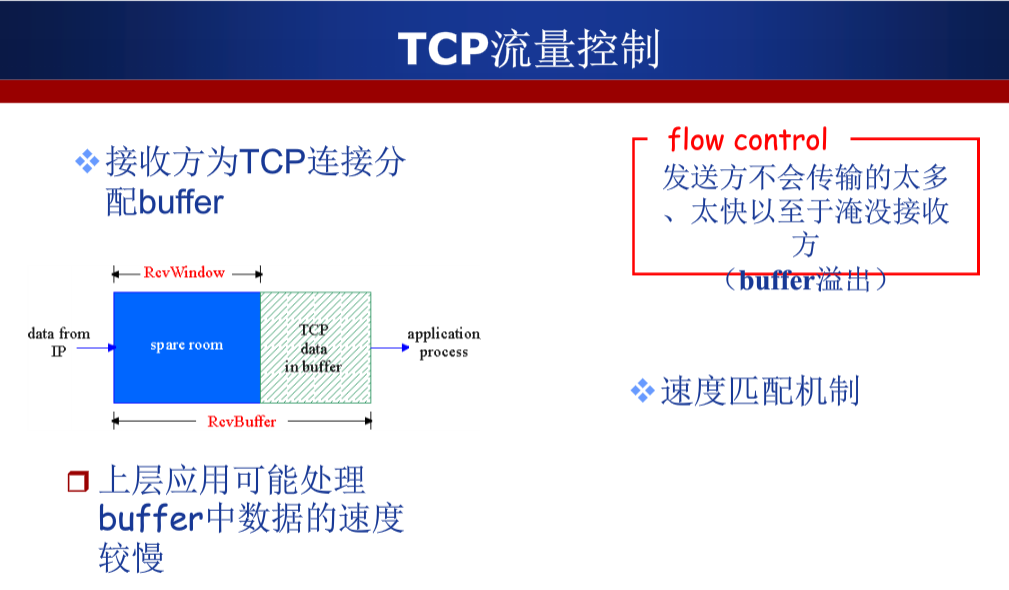 TCP流量控制
接收方为TCP连接分
配buffer
RcvWindow
data from
IP
spare room
TCP
data
in buffer
application
process
RcvBuffer
上层应用可能处理
buffer中数据的速度
较慢
flow control
发送方不会传输的太多
、太快以至于淹没接收
方
（buffer溢出）
速度匹配机制